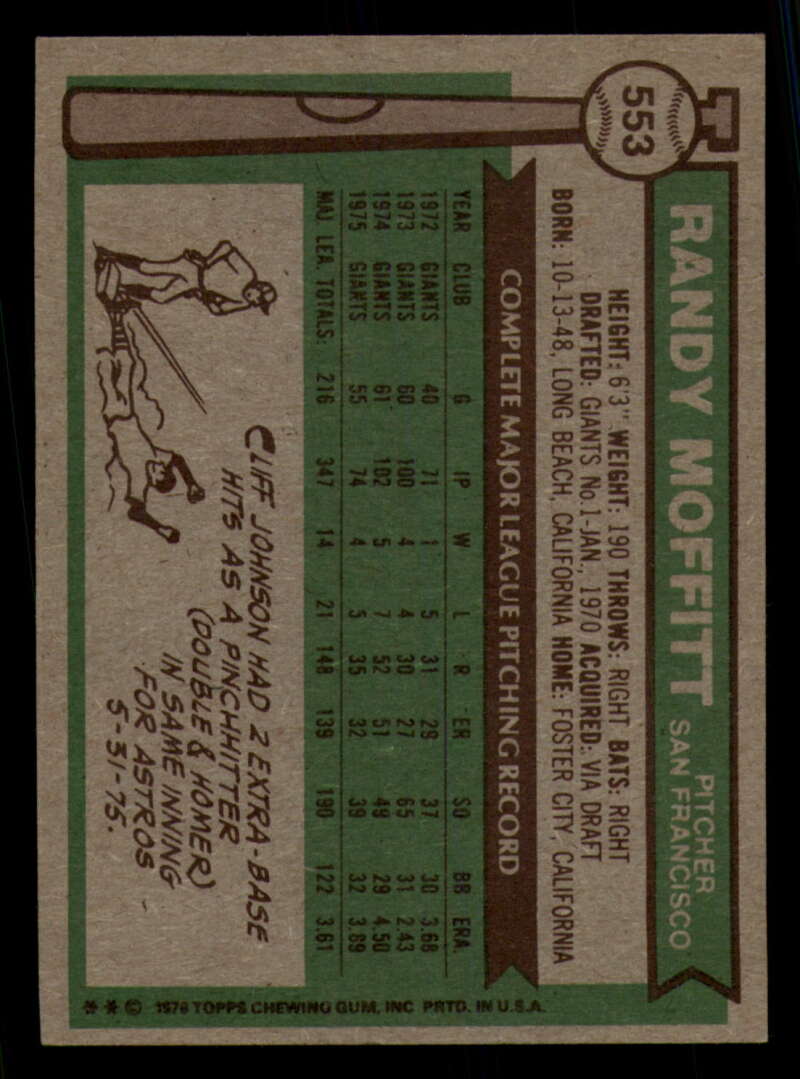 553
RANDY MOFFITT PITCHER
SAN FRANCISCO
HEIGHT: 6'3" WEIGHT: 190 THROWS: RIGHT BATS: RIGHT
DRAFTED: GIANTS No.1-JAN., 1970 ACQUIRED: VIA DRAFT
BORN: 10-13-48, LONG BEACH, CALIFORNIA HOME: FOSTER CITY, CALIFORNIA
COMPLETE MAJOR LEAGUE PITCHING RECORD
YEAR CLUB G IP W L R ER SO BB ERA.
1972 GIANTS 40 71 1 5 31 29 37 30 3.68
1973 GIANTS 60 100 4 4 30 27 65 31 2.43
1974 GIANTS 61 102 5 7 52 51 49 29 4.50
1975 GIANTS 55 74 4 5 35 32 39 32 3.89
MAJ. LEA. TOTALS: 216 347 14 21 148 139 190 122 3.61
CLIFF JOHNSON HAD 2 EXTRA-BASE
HITS AS A PINCHHITTER
(DOUBLE & HOMER)
IN SAME INNING
FOR ASTROS
5-31-75.
** © 1976 TOPPS CHEWING GUM, INC PRTD. IN U.S.A.